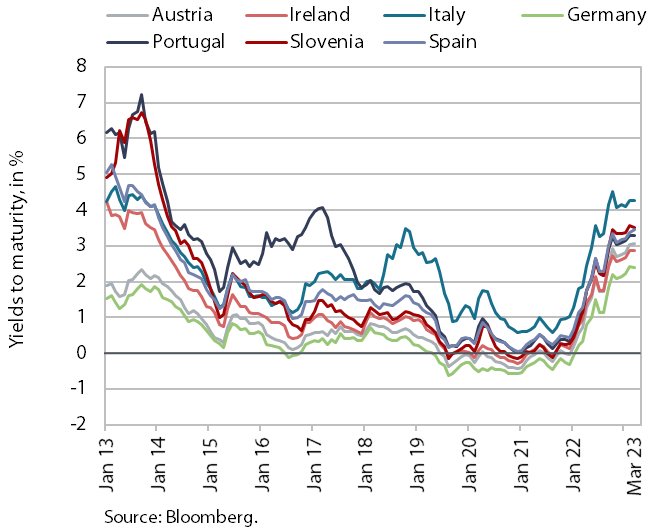 Austria Ireland Italy Germany
Portugal Slovenia Spain
Yields to maturity, in %
8
7
6
5
4
3
2
1
0
-1
-2
Jan 13
Jan 14
Jan 15
Jan 16
Jan 17
Jan 18
Jan 19
Jan 20
Jan 21
Jan 22
Mar 23
Source: Bloomberg.